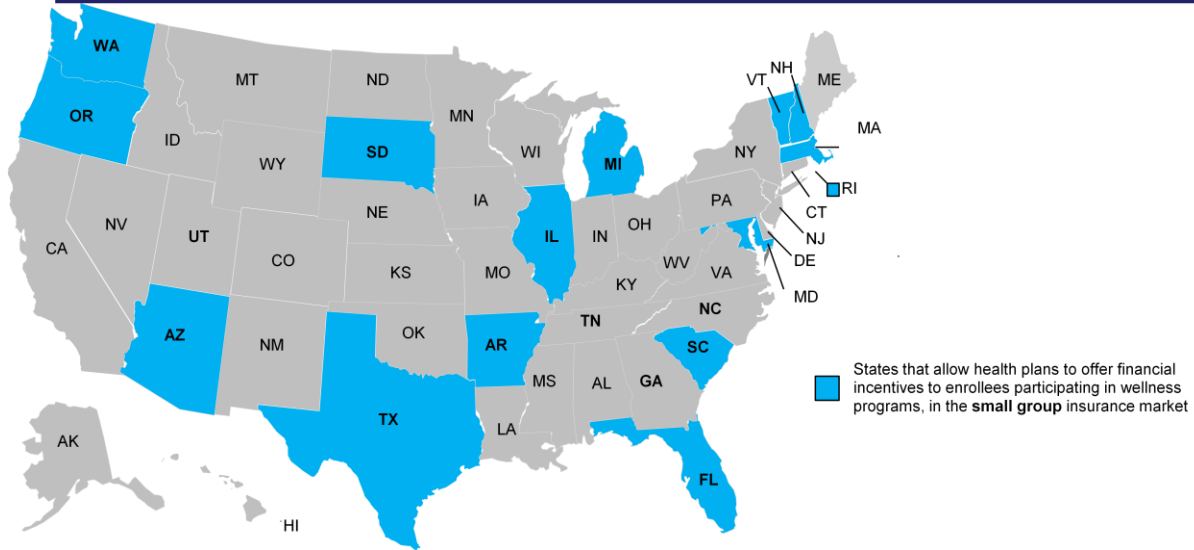 WA
MT
ND
MN
VT
NH
ME
OR
ID
SD
WI
MI
NY
MA
WY
RI
IA
PA
CT
NE
NV
UT
CA
CO
IL
IN
OH
NJ
DE
KS
MO
WV
VA
MD
KY
AZ
NM
OK
AR
TN
NC
SC
MS
AL
GA
TX
LA
AK
FL
HI
States that allow health plans to offer financial
incentives to enrollees participating in wellness
programs, in the small group insurance market